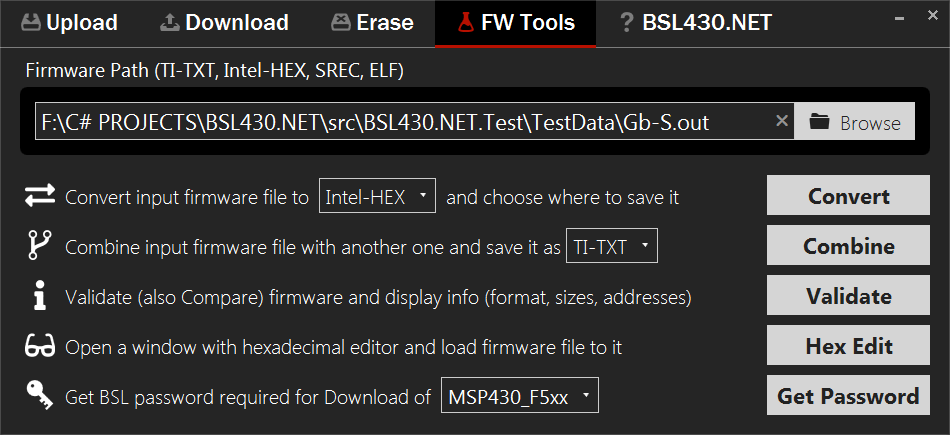 Upload Download Erase FW Tools ? BSL430.NET
Firmware Path (TI-TXT, Intel-HEX, SREC, ELF)
F:\C# PROJECTS\BSL430.NET\src\BSL430.NET.Test\TestData\Gb-S.out Browse
Convert input firmware file to Intel-HEX and choose where to save it Convert
Combine input firmware file with another one and save it as TI-TXT Combine
Validate (also Compare) firmware and display info (format, sizes, addresses) Validate
Open a window with hexadecimal editor and load firmware file to it Hex Edit
Get BSL password required for Download of MSP430_F5xx Get Password